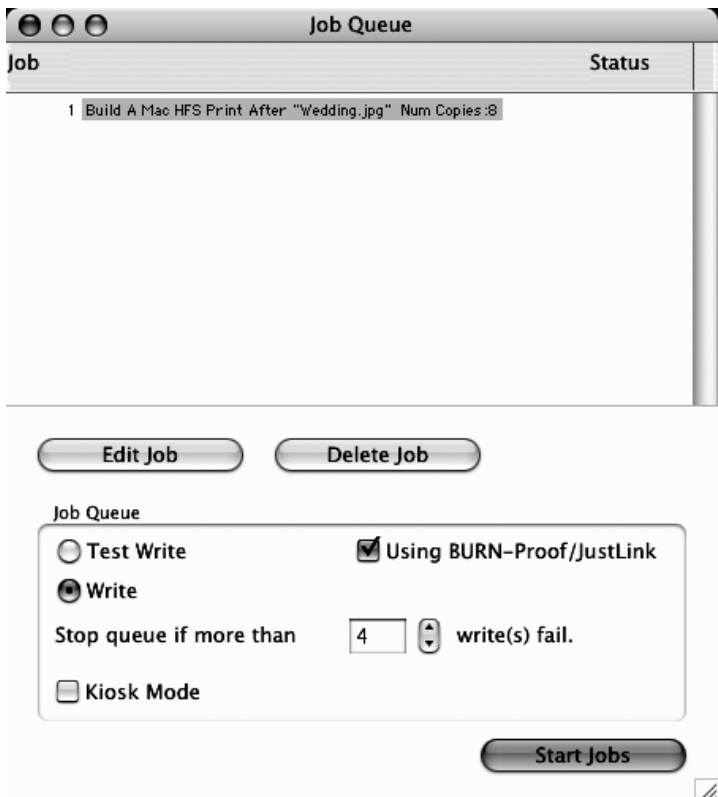 Job Queue
Job Status
1 Build A Mac HFS Print After "Wedding.jpg" Num Copies :8
Edit Job Delete Job
Job Queue
Test Write Using BURN-Proof/JustLink
Write
Stop queue if more than 4 write(s) fail.
Kiosk Mode
Start Jobs